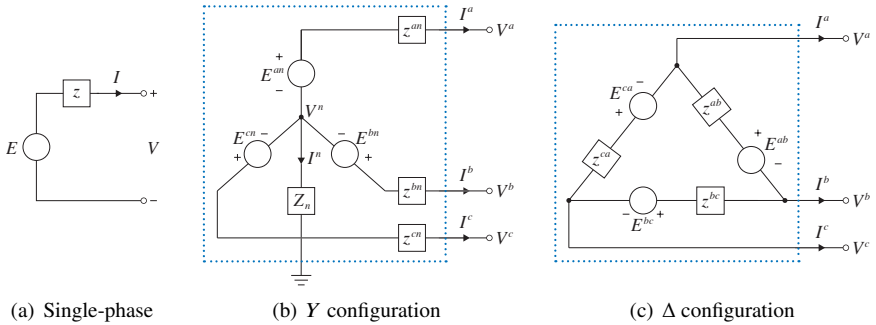 I
z
E
V
+
−
I^a
z^{an}
V^a
+
E^{an}
−
V^n
E^{cn} −
+
− E^{bn}
+
I^n
Z_n
I^b
z^{bn}
V^b
I^c
z^{cn}
V^c
I^a
V^a
E^{ca} −
+
z^{ab}
z^{ca}
+
E^{ab}
−
I^b
z^{bc}
V^b
− E^{bc} +
I^c
V^c
(a) Single-phase
(b) Y configuration
(c) Δ configuration